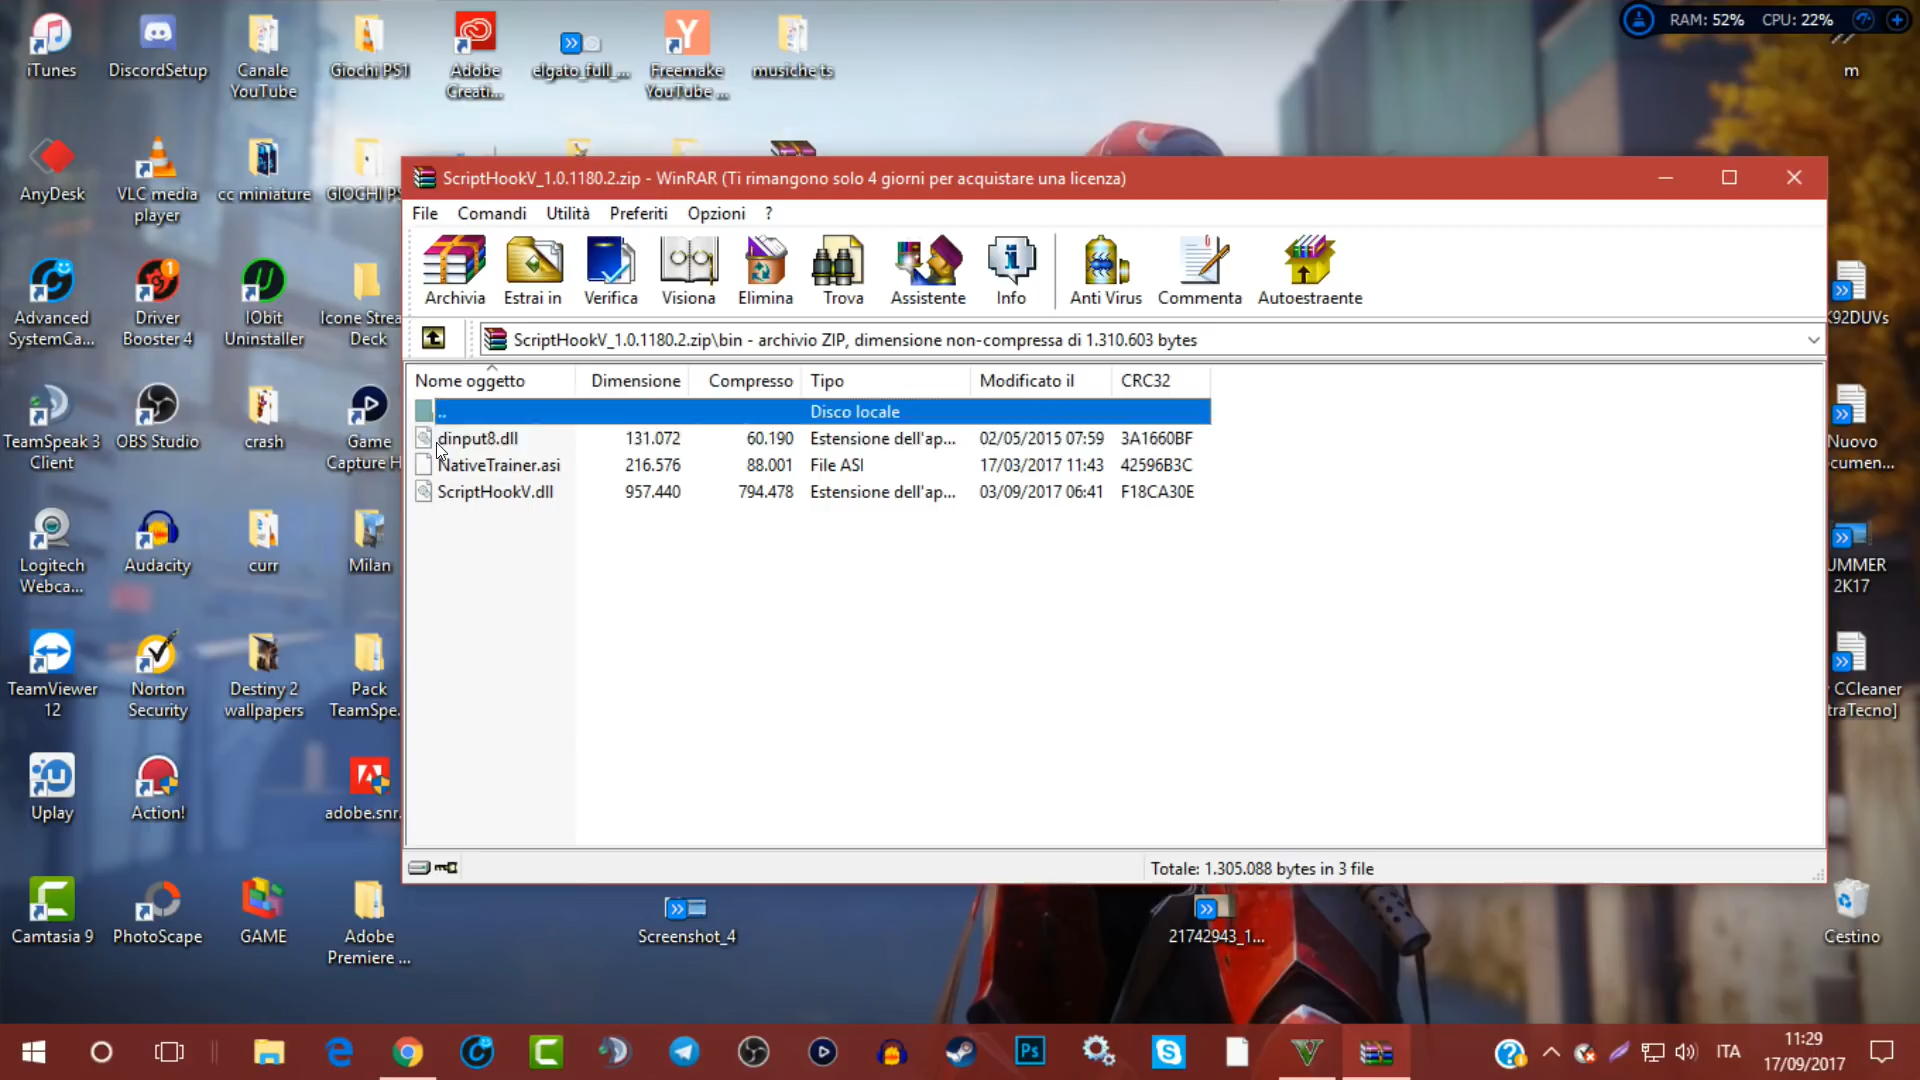 RAM: 52% CPU: 22%
iTunes
DiscordSetup
Canale
YouTube
Giochi PS1
Adobe
Creati...
elgato_full_...
Freemake
YouTube ...
musiche ts
m
AnyDesk
VLC media
player
cc miniature
GIOCHI PS
ScriptHookV_1.0.1180.2.zip - WinRAR (Ti rimangono solo 4 giorni per acquistare una licenza)
File Comandi Utilità Preferiti Opzioni ?
Archivia Estrai in Verifica Visiona Elimina Trova Assistente Info Anti Virus Commenta Autoestraente
ScriptHookV_1.0.1180.2.zip\bin - archivio ZIP, dimensione non-compressa di 1.310.603 bytes
Nome oggetto Dimensione Compresso Tipo Modificato il CRC32
.. Disco locale
dinput8.dll 131.072 60.190 Estensione dell'ap... 02/05/2015 07:59 3A1660BF
NativeTrainer.asi 216.576 88.001 File ASI 17/03/2017 11:43 42596B3C
ScriptHookV.dll 957.440 794.478 Estensione dell'ap... 03/09/2017 06:41 F18CA30E
Totale: 1.305.088 bytes in 3 file
Advanced
SystemCa...
1
Driver
Booster 4
IObit
Uninstaller
Icone Strea
Deck
K92DUVs
TeamSpeak 3
Client
OBS Studio
crash
Game
Capture H
Nuovo
ocumen...
Logitech
Webca...
Audacity
curr
Milan
UMMER
2K17
TeamViewer
12
Norton
Security
Destiny 2
wallpapers
Pack
TeamSpe.
CCleaner
traTecno]
Uplay
Action!
adobe.snr.
Camtasia 9
PhotoScape
GAME
Adobe
Premiere ...
Screenshot_4
21742943_1...
Cestino
Ps
ITA
11:29
17/09/2017